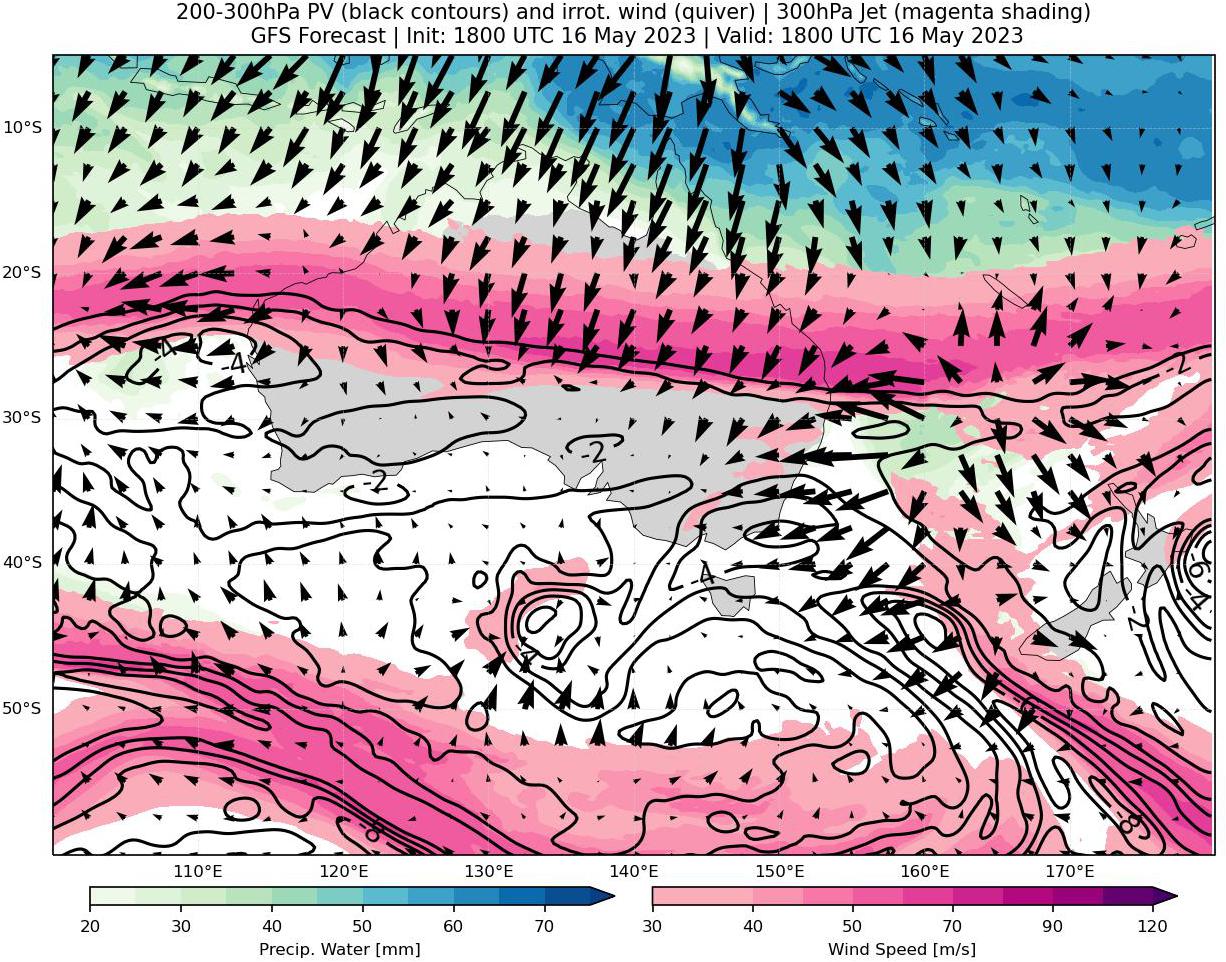 200-300hPa PV (black contours) and irrot. wind (quiver) | 300hPa Jet (magenta shading)
GFS Forecast | Init: 1800 UTC 16 May 2023 | Valid: 1800 UTC 16 May 2023
10°S
20°S
-4
-4
-2
30°S
-2
-2
40°S
-4
-6
-4
-2
-4
50°S
-6
-8
-8
110°E 120°E 130°E 140°E 150°E 160°E 170°E
20 30 40 50 60 70
30 40 50 70 90 120
Precip. Water [mm]
Wind Speed [m/s]